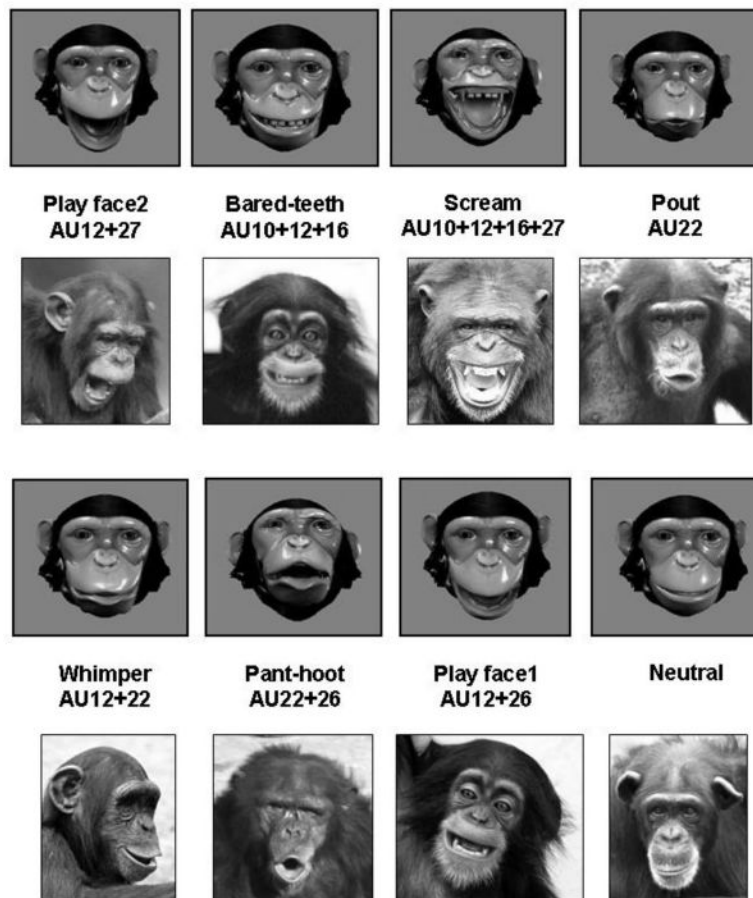 Play face2
AU12+27
Bared-teeth
AU10+12+16
Scream
AU10+12+16+27
Pout
AU22
Whimper
AU12+22
Pant-hoot
AU22+26
Play face1
AU12+26
Neutral